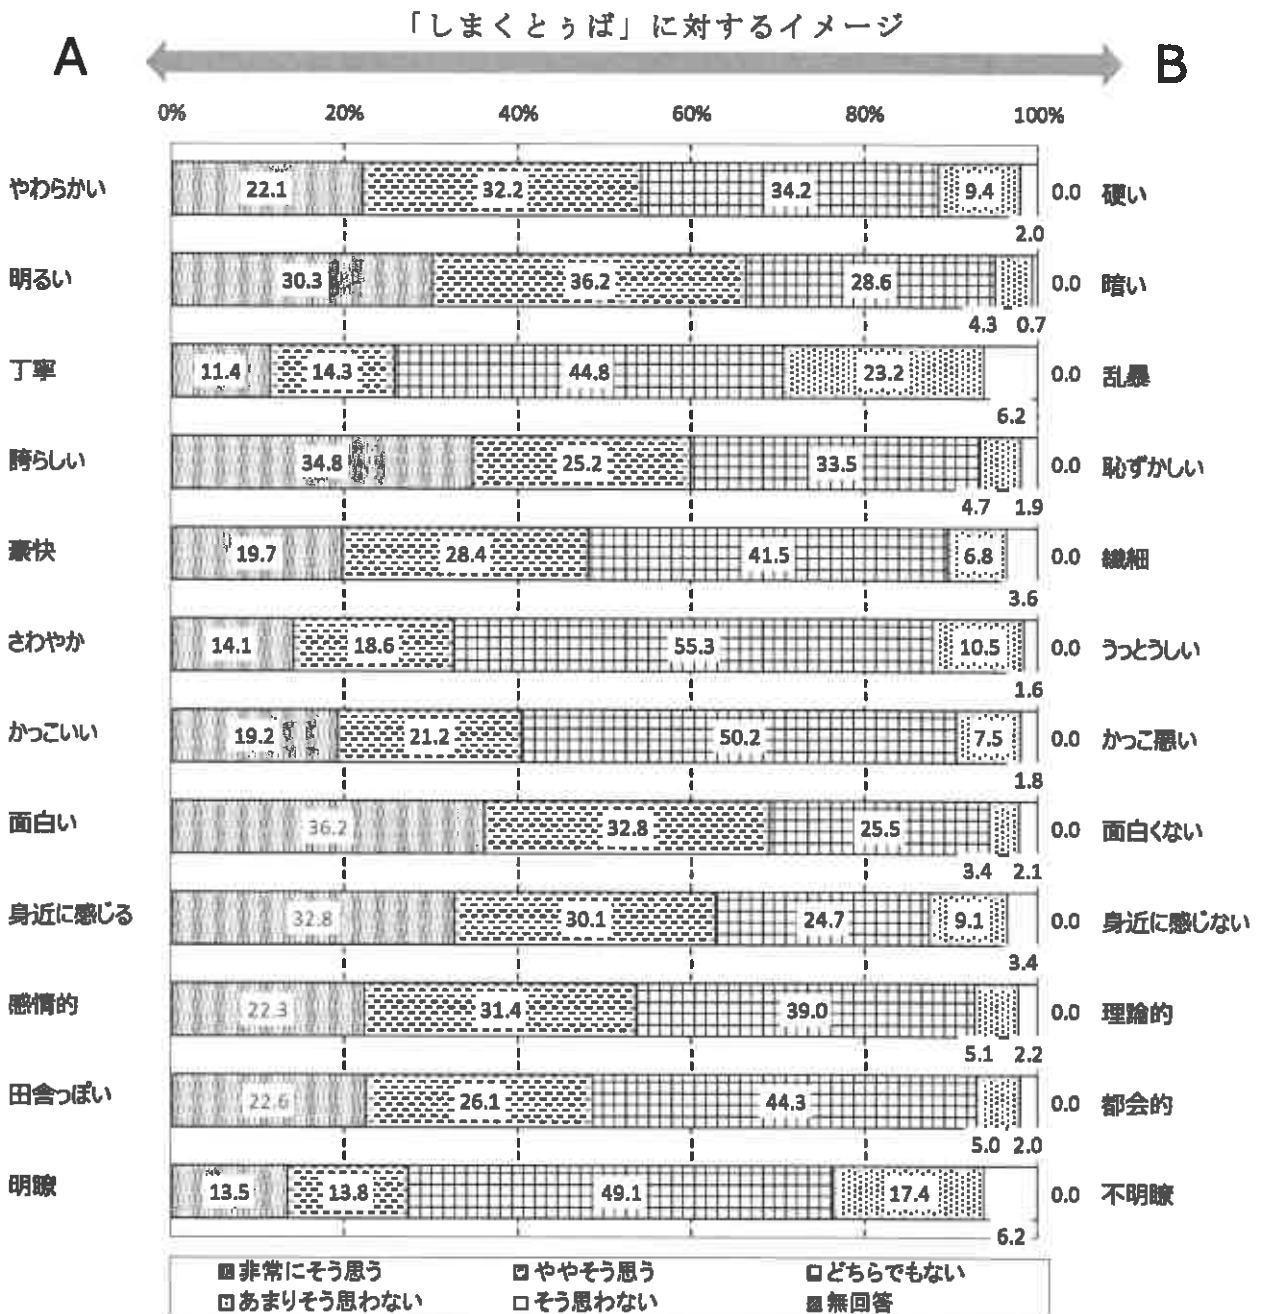 「しまくとぅば」に対するイメージ
A B
0% 20% 40% 60% 80% 100%
やわらかい 22.1 32.2 34.2 9.4 0.0 硬い
2.0
明るい 30.3 36.2 28.6 0.0 暗い
4.3 0.7
丁寧 11.4 14.3 44.8 23.2 0.0 乱暴
6.2
誇らしい 34.8 25.2 33.5 0.0 恥ずかしい
4.7 1.9
豪快 19.7 28.4 41.5 6.8 0.0 繊細
3.6
さわやか 14.1 18.6 55.3 10.5 0.0 うっとうしい
1.6
かっこいい 19.2 21.2 50.2 7.5 0.0 かっこ悪い
1.8
面白い 36.2 32.8 25.5 0.0 面白くない
3.4 2.1
身近に感じる 32.8 30.1 24.7 9.1 0.0 身近に感じない
3.4
感情的 22.3 31.4 39.0 0.0 理論的
5.1 2.2
田舎っぽい 22.6 26.1 44.3 0.0 都会的
5.0 2.0
明瞭 13.5 13.8 49.1 17.4 0.0 不明瞭
6.2
非常にそう思う ややそう思う どちらでもない
あまりそう思わない そう思わない 無回答